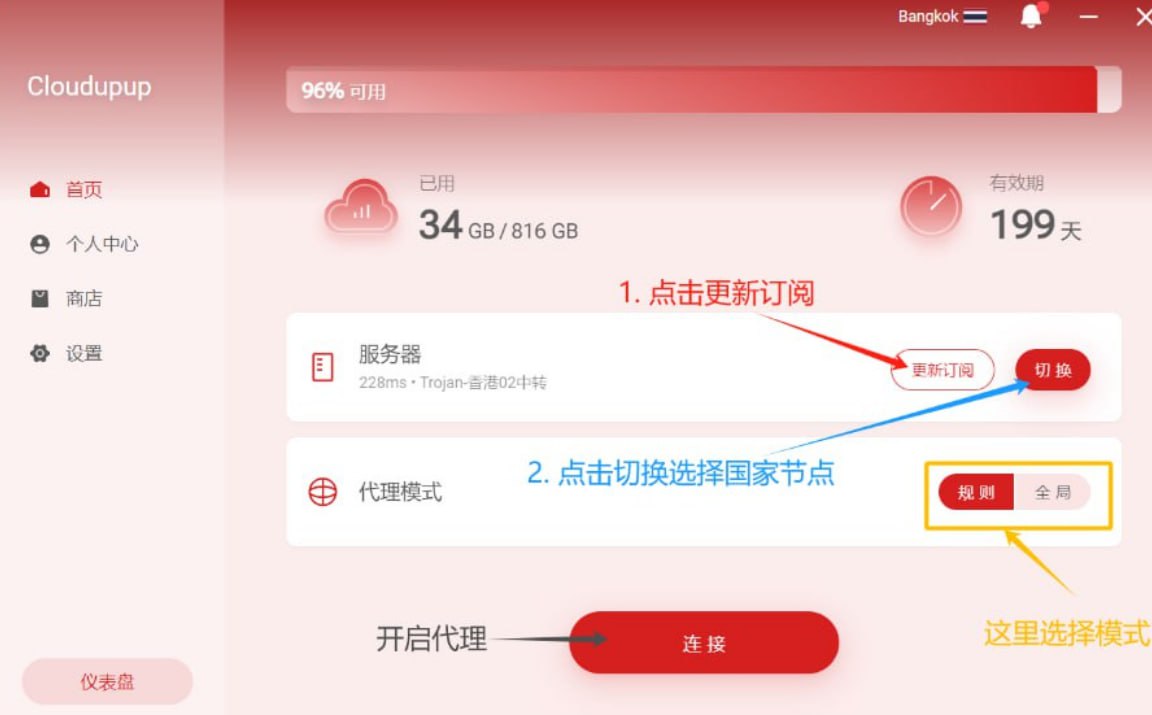 Bangkok
Cloudupup
96% 可用
首页
个人中心
商店
设置
已用
34 GB / 816 GB
有效期
199 天
1. 点击更新订阅
服务器
228ms • Trojan-香港02中转
更新订阅
切换
2. 点击切换选择国家节点
代理模式
规则
全局
开启代理
连接
这里选择模式
仪表盘